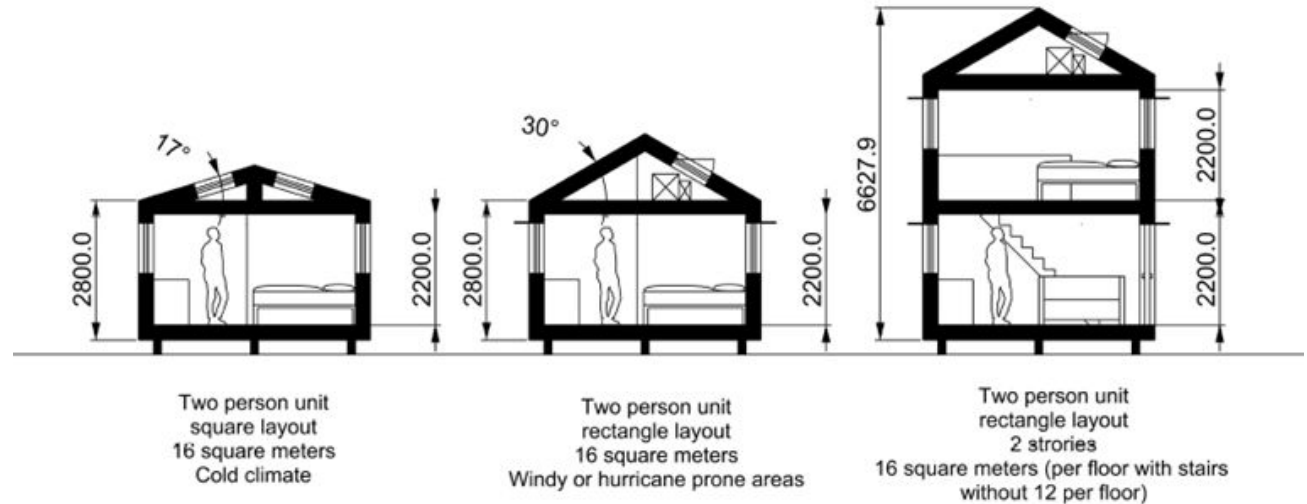 17°
2800.0
2200.0
Two person unit
square layout
16 square meters
Cold climate
30°
2800.0
2200.0
Two person unit
rectangle layout
16 square meters
Windy or hurricane prone areas
6627.9
2200.0
2200.0
Two person unit
rectangle layout
2 strories
16 square meters (per floor with stairs
without 12 per floor)